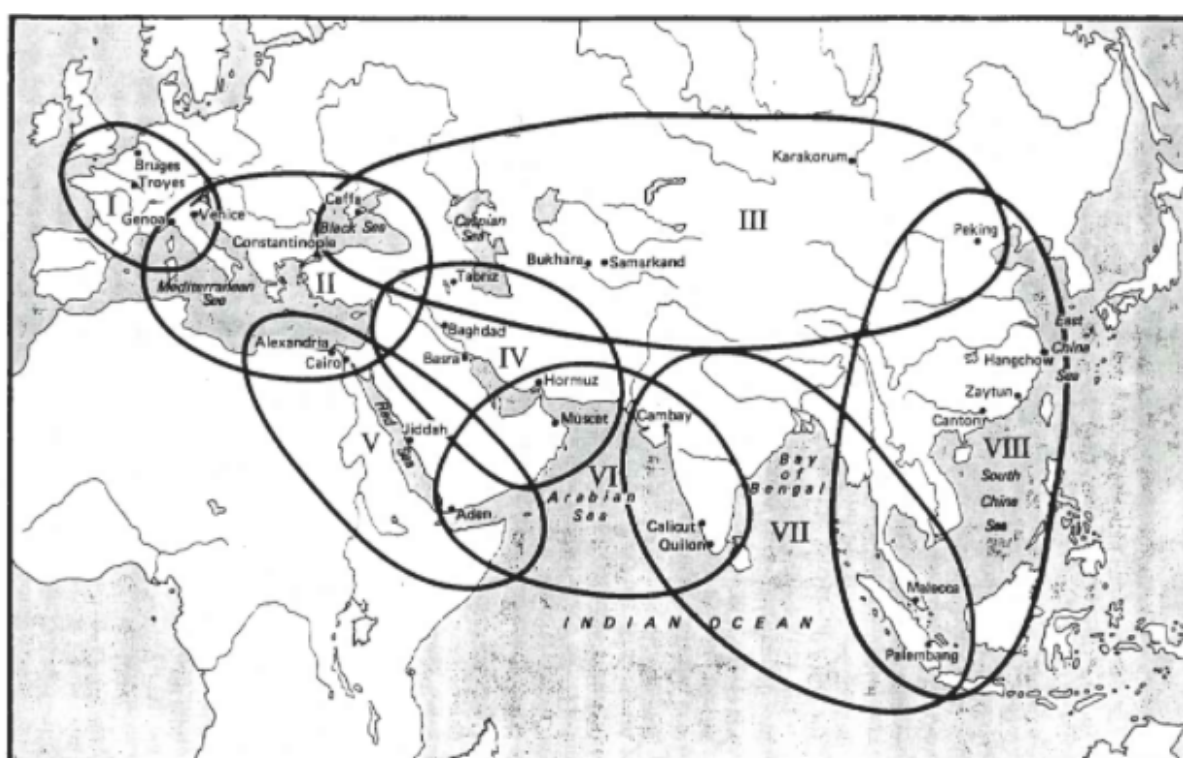 Karakorum
Bruges
Troyes
I
Genoa
Venice
Caffa
Black Sea
Caspian
Sea
III
Peking
Constantinople
Bukhara
Samarkand
II
Tabriz
Mediterranean
Sea
Baghdad
East
China
Sea
Alexandria
Cairo
Basra
IV
Hangchow
Hormuz
Zaytun
Red
Sea
Jiddah
Muscat
Cambay
Canton
V
VI
Arabian
Sea
Bay
of
Bengal
VIII
South
China
Sea
Aden
Calicut
Quilon
VII
Malacca
INDIAN OCEAN
Palembang